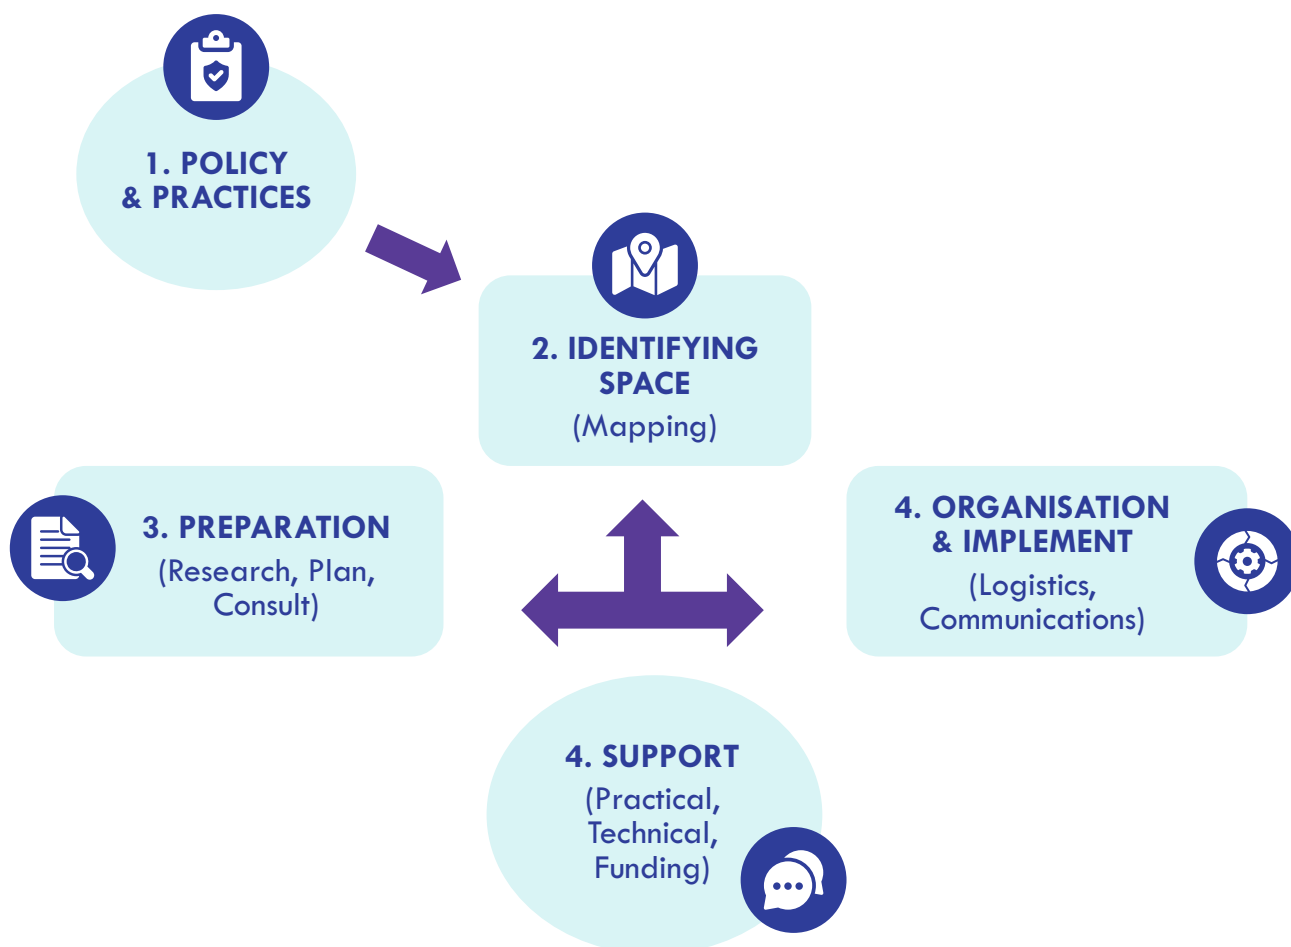 1. POLICY
& PRACTICES
2. IDENTIFYING
SPACE
(Mapping)
3. PREPARATION
(Research, Plan,
Consult)
4. ORGANISATION
& IMPLEMENT
(Logistics,
Communications)
4. SUPPORT
(Practical,
Technical,
Funding)